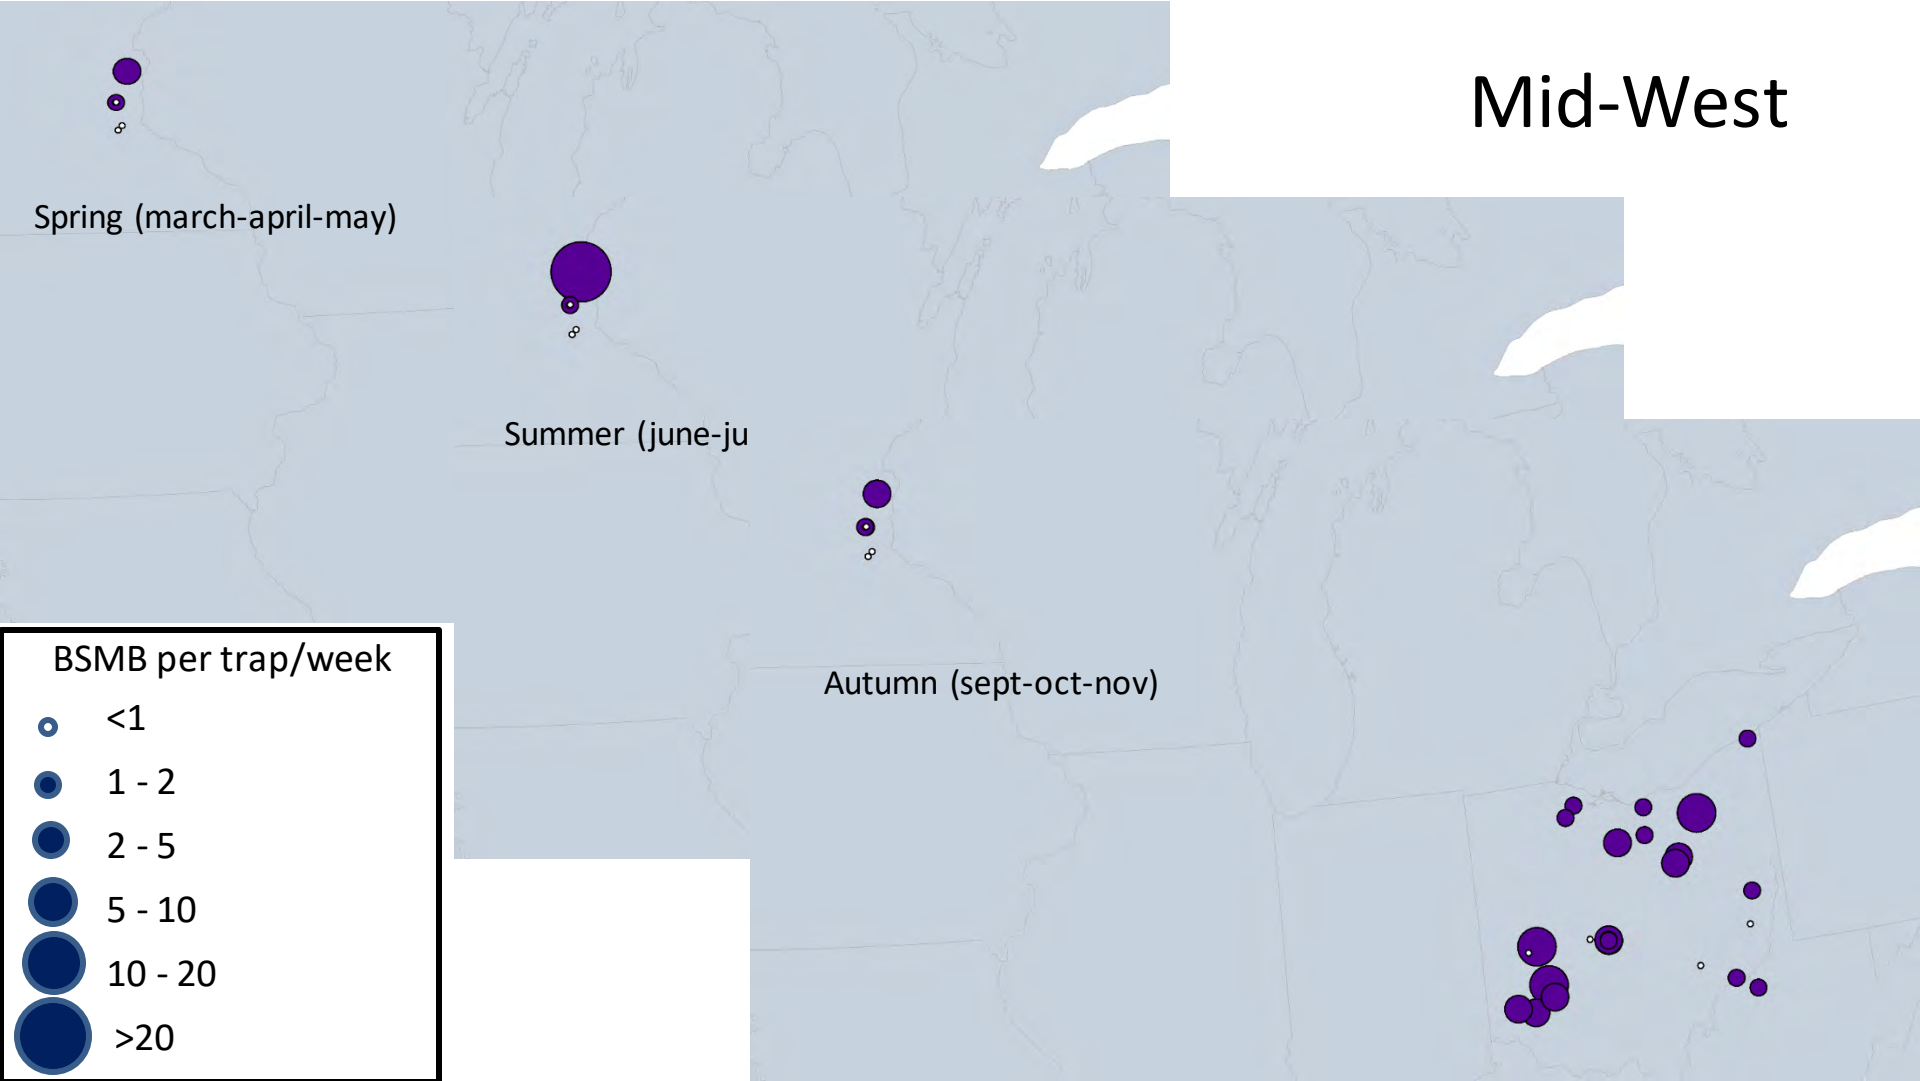 Mid-West
Spring (march-april-may)
Summer (june-ju
Autumn (sept-oct-nov)
BSMB per trap/week
<1
1 - 2
2 - 5
5 - 10
10 - 20
>20